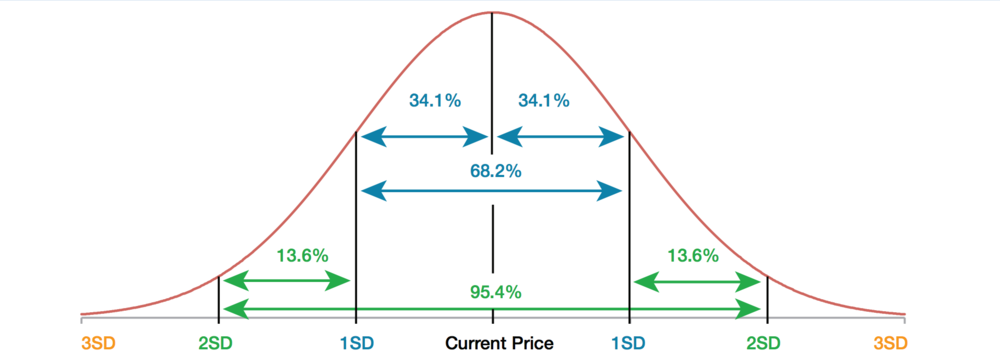 34.1% 34.1%
68.2%
13.6% 13.6%
95.4%
3SD 2SD 1SD Current Price 1SD 2SD 3SD